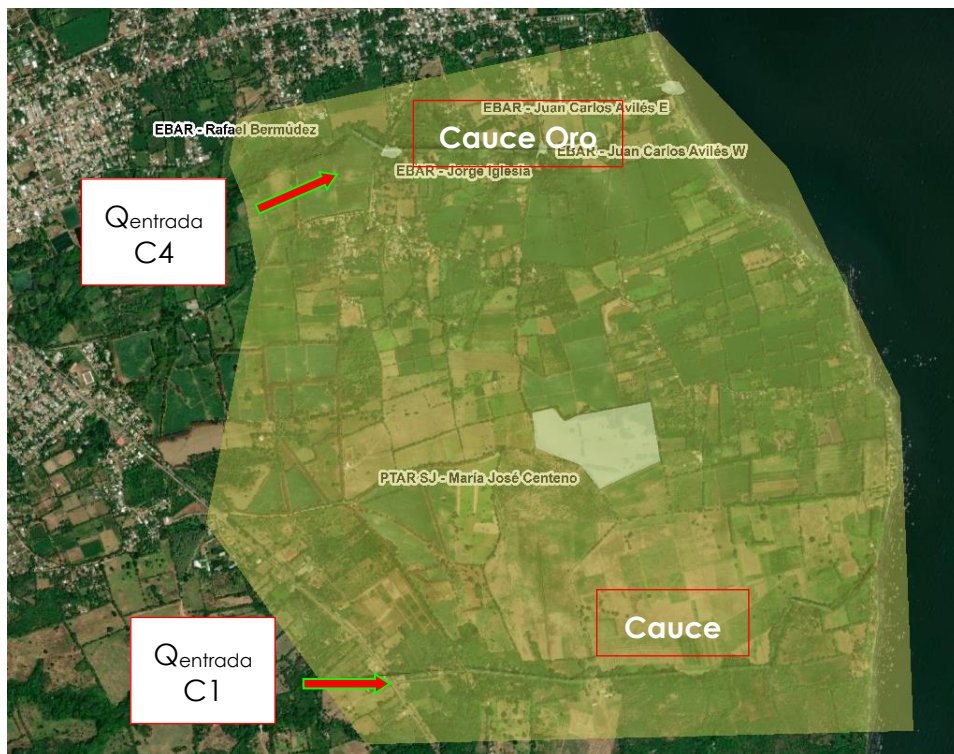 EBAR - Juan Carlos Avilés E
EBAR - Rafael Bermúdez
Cauce Oro
EBAR - Juan Carlos Avilés W
EBAR - Jorge Iglesia
Qentrada
C4
PTAR SJ - María José Centeno
Cauce
Qentrada
C1